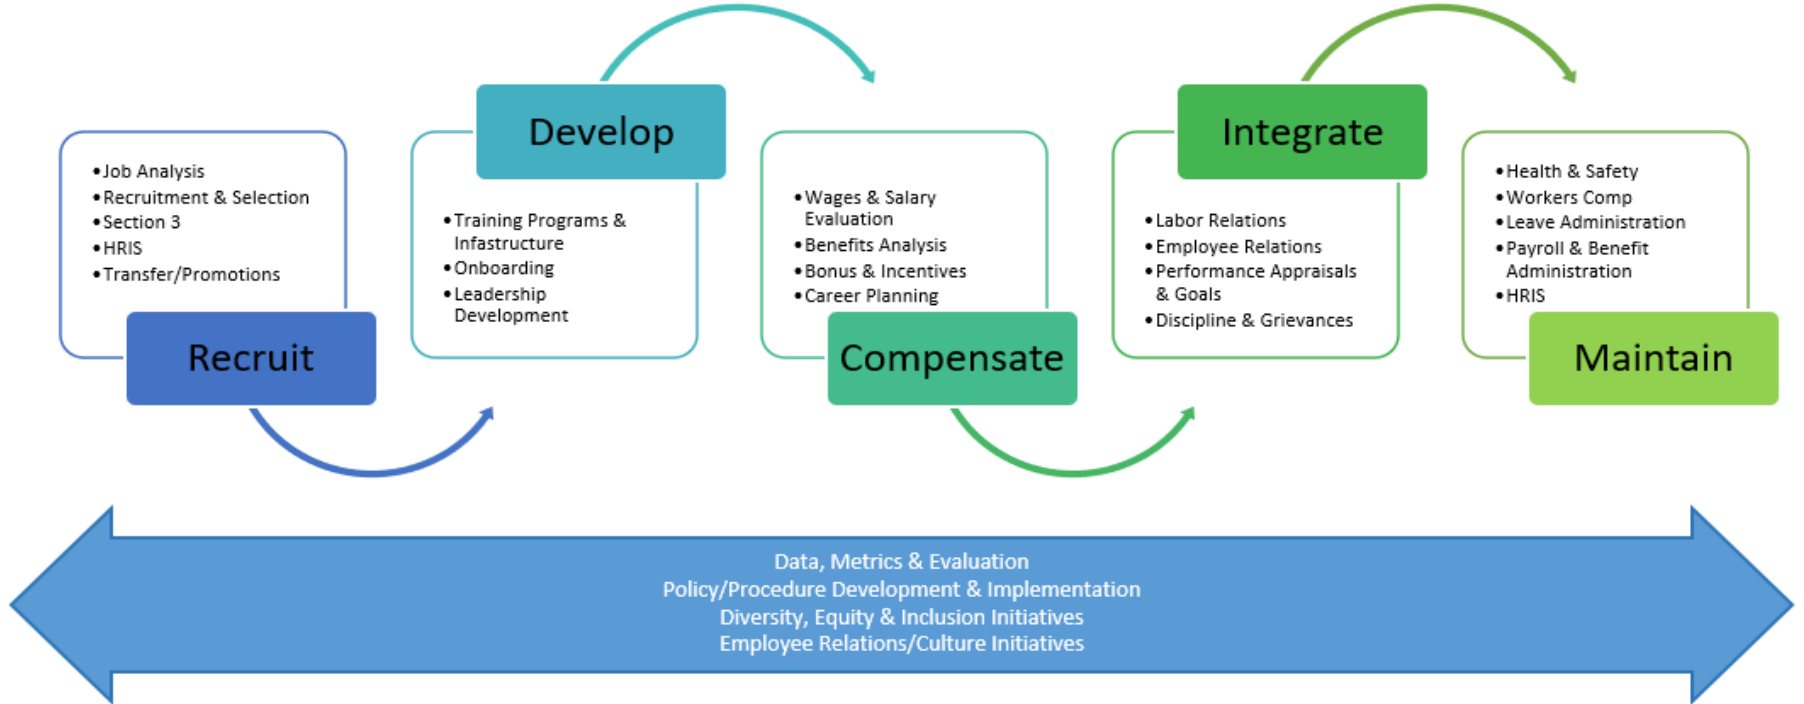 • Job Analysis
• Recruitment & Selection
• Section 3
• HRIS
• Transfer/Promotions
Recruit
Develop
• Training Programs &
Infastructure
• Onboarding
• Leadership
Development
• Wages & Salary
Evaluation
• Benefits Analysis
• Bonus & Incentives
• Career Planning
Compensate
Integrate
• Labor Relations
• Employee Relations
• Performance Appraisals
& Goals
• Discipline & Grievances
• Health & Safety
• Workers Comp
• Leave Administration
• Payroll & Benefit
Administration
• HRIS
Maintain
Data, Metrics & Evaluation
Policy/Procedure Development & Implementation
Diversity, Equity & Inclusion Initiatives
Employee Relations/Culture Initiatives